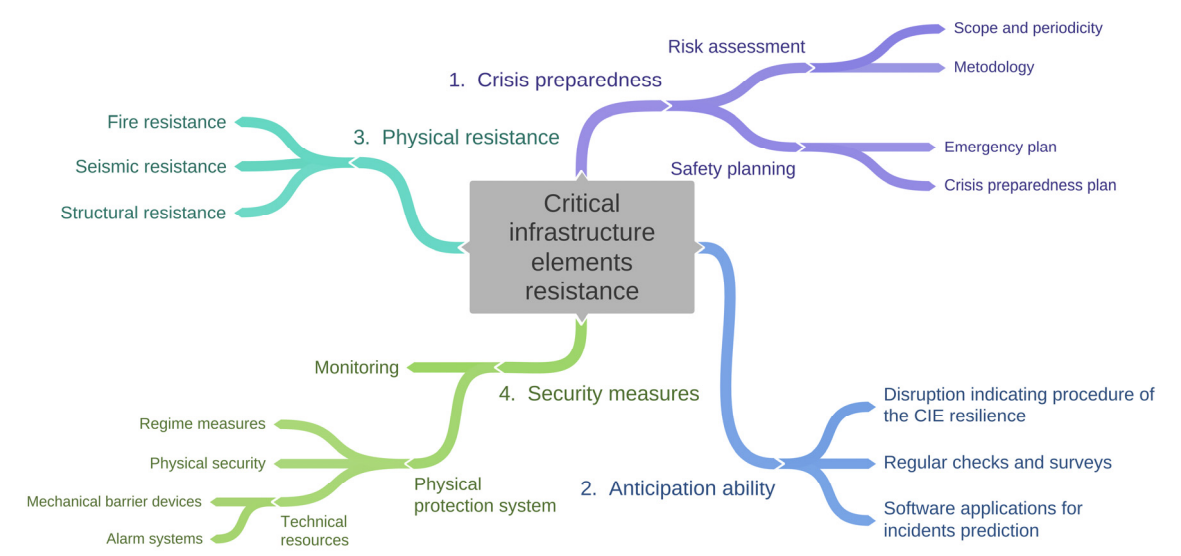 Critical
infrastructure
elements
resistance
1. Crisis preparedness
Risk assessment
Scope and periodicity
Metodology
Safety planning
Emergency plan
Crisis preparedness plan
2. Anticipation ability
Disruption indicating procedure of
the CIE resilience
Regular checks and surveys
Software applications for
incidents prediction
3. Physical resistance
Fire resistance
Seismic resistance
Structural resistance
4. Security measures
Monitoring
Physical
protection system
Regime measures
Physical security
Technical
resources
Mechanical barrier devices
Alarm systems